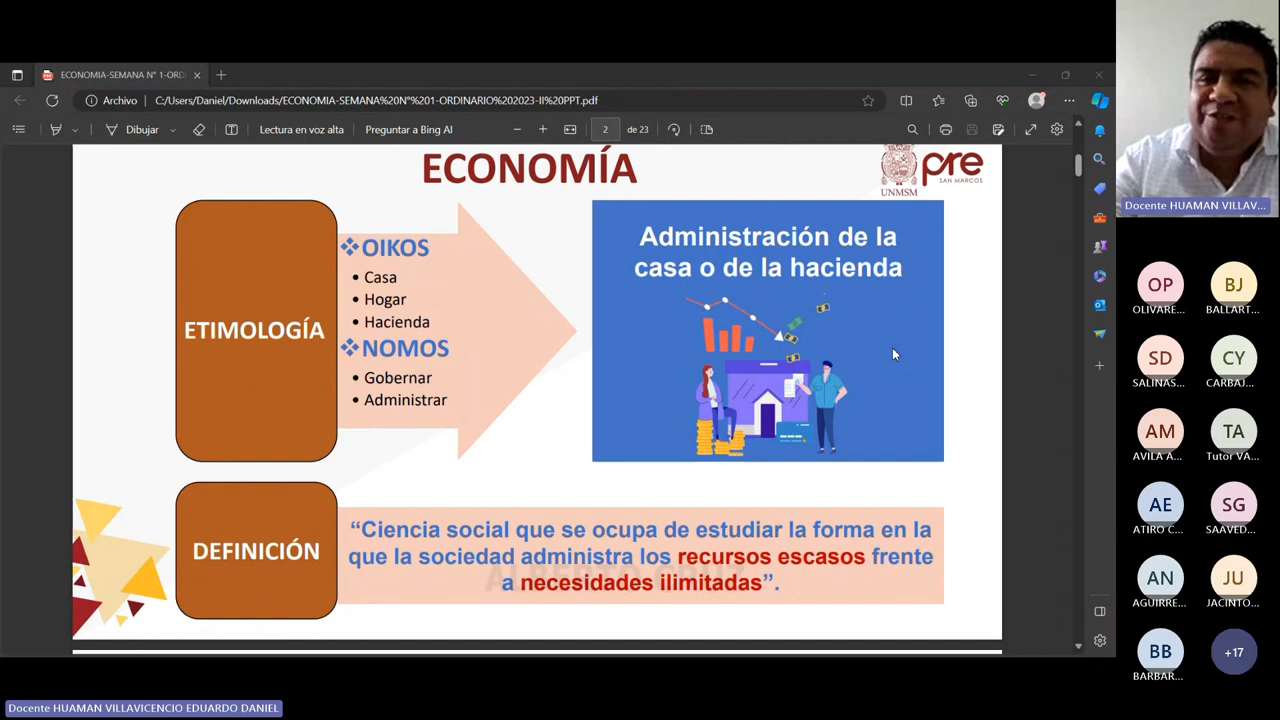 ECONOMIA-SEMANA N° 1-ORD
Archivo
C:/Users/Daniel/Downloads/ECONOMIA-SEMANA%20N°%201-ORDINARIO%202023-II%20PPT.pdf
Dibujar
Lectura en voz alta
Preguntar a Bing AI
2
de 23
ECONOMÍA
UNMSM
pre
SAN MARCOS
ETIMOLOGÍA
❖OIKOS
• Casa
• Hogar
• Hacienda
❖NOMOS
• Gobernar
• Administrar
Administración de la
casa o de la hacienda
DEFINICIÓN
“Ciencia social que se ocupa de estudiar la forma en la
que la sociedad administra los recursos escasos frente
a necesidades ilimitadas”.
Docente HUAMAN VILLAV...
OP
OLIVARE...
BJ
BALLART...
SD
SALINAS...
CY
CARBAJ...
AM
AVILA A...
TA
Tutor VA...
AE
ATIRO C...
SG
SAAVED...
AN
AGUIRRE...
JU
JACINTO...
BB
BARBAR...
+17
Docente HUAMAN VILLAVICENCIO EDUARDO DANIEL